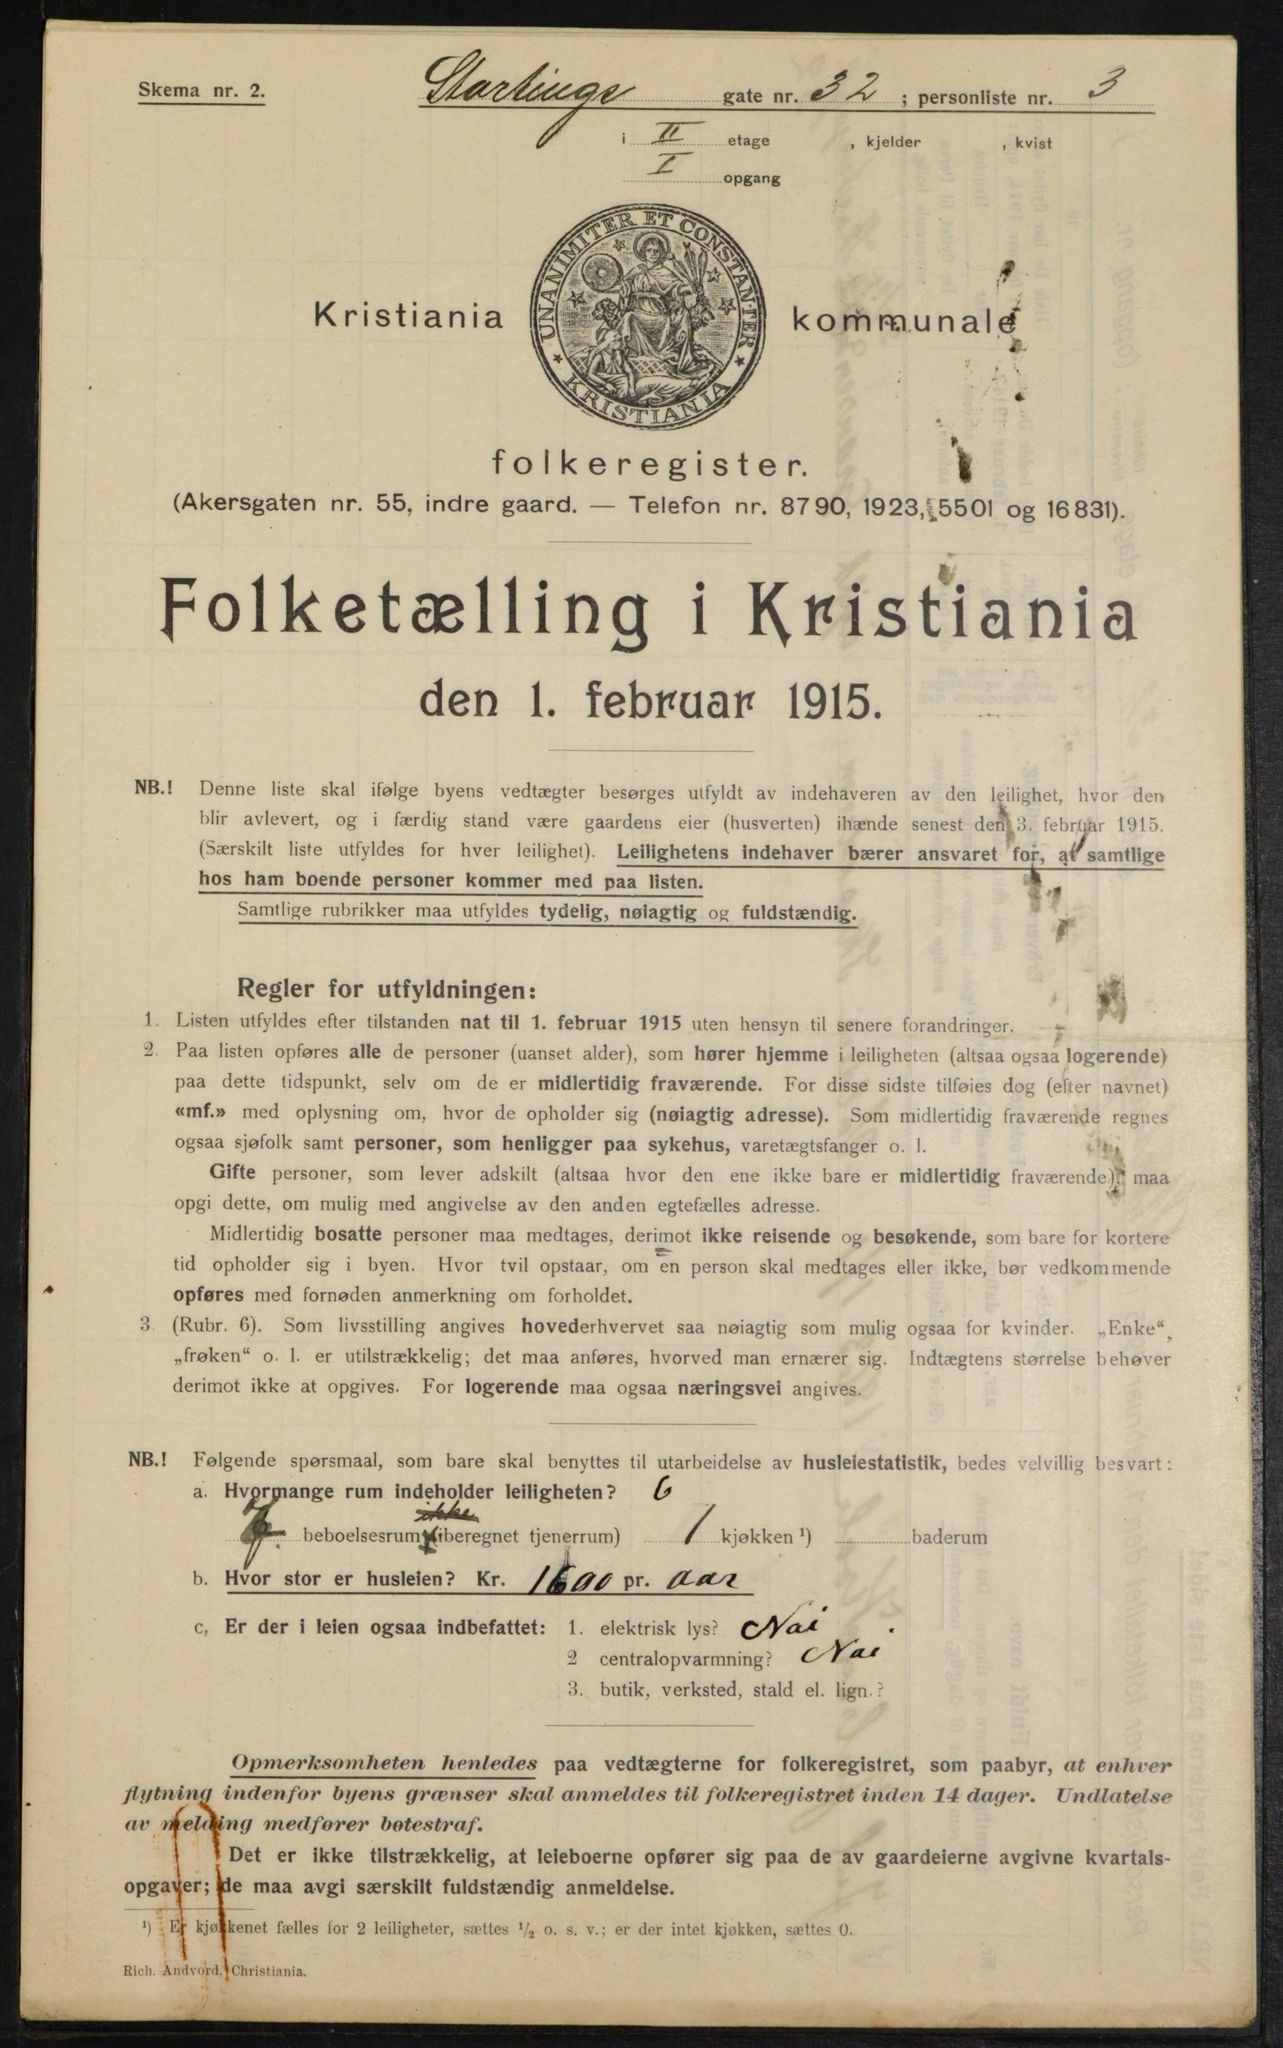 Skema nr. 2.
Stortings gate nr. 32 ; personliste nr. 3
i II etage , kjelder , kvist
I opgang
UNANIMITER ET CONSTANTER
★ KRISTIANIA ★
Kristiania kommunale
folkeregister.
(Akersgaten nr. 55, indre gaard. — Telefon nr. 8790, 1923, 5501 og 16831).
Folketælling i Kristiania
den 1. februar 1915.
NB.! Denne liste skal ifølge byens vedtægter besørges utfyldt av indehaveren av den leilighet, hvor den
blir avlevert, og i færdig stand være gaardens eier (husverten) ihænde senest den 3. februar 1915.
(Særskilt liste utfyldes for hver leilighet). Leilighetens indehaver bærer ansvaret for, at samtlige
hos ham boende personer kommer med paa listen.
Samtlige rubrikker maa utfyldes tydelig, nøiagtig og fuldstændig.
Regler for utfyldningen:
1. Listen utfyldes efter tilstanden nat til 1. februar 1915 uten hensyn til senere forandringer.
2. Paa listen opføres alle de personer (uanset alder), som hører hjemme i leiligheten (altsaa ogsaa logerende)
paa dette tidspunkt, selv om de er midlertidig fraværende. For disse sidste tilføies dog (efter navnet)
«mf.» med oplysning om, hvor de opholder sig (nøiagtig adresse). Som midlertidig fraværende regnes
ogsaa sjøfolk samt personer, som henligger paa sykehus, varetægtsfanger o. l.
Gifte personer, som lever adskilt (altsaa hvor den ene ikke bare er midlertidig fraværende), maa
opgi dette, om mulig med angivelse av den anden egtefælles adresse.
Midlertidig bosatte personer maa medtages, derimot ikke reisende og besøkende, som bare for kortere
tid opholder sig i byen. Hvor tvil opstaar, om en person skal medtages eller ikke, bør vedkommende
opføres med fornøden anmerkning om forholdet.
3 (Rubr. 6). Som livsstilling angives hovederhvervet saa nøiagtig som mulig ogsaa for kvinder. „Enke“,
„frøken“ o. l. er utilstrækkelig; det maa anføres, hvorved man ernærer sig. Indtægtens størrelse behøver
derimot ikke at opgives. For logerende maa ogsaa næringsvei angives.
NB.! Følgende spørsmaal, som bare skal benyttes til utarbeidelse av husleiestatistik, bedes velvillig besvart:
a. Hvormange rum indeholder leiligheten? 6
ikke
beboelsesrum (iberegnet tjenerrum) 1 kjøkken ¹) baderum
b. Hvor stor er husleien? Kr. 1600 pr. aar
c. Er der i leien ogsaa indbefattet: 1. elektrisk lys? Nai
2 centralopvarmning? Nai
3. butik, verksted, stald el. lign.?
Opmerksomheten henledes paa vedtægterne for folkeregistret, som paabyr, at enhver
flytning indenfor byens grænser skal anmeldes til folkeregistret inden 14 dager. Undlatelse
av melding medfører bøtestraf.
Det er ikke tilstrækkelig, at leieboerne opfører sig paa de av gaardeierne avgivne kvartals-
opgaver; de maa avgi særskilt fuldstændig anmeldelse.
¹) Er kjøkkenet fælles for 2 leiligheter, sættes ½ o. s. v.; er der intet kjøkken, sættes 0.
Rich. Andvord, Christiania.